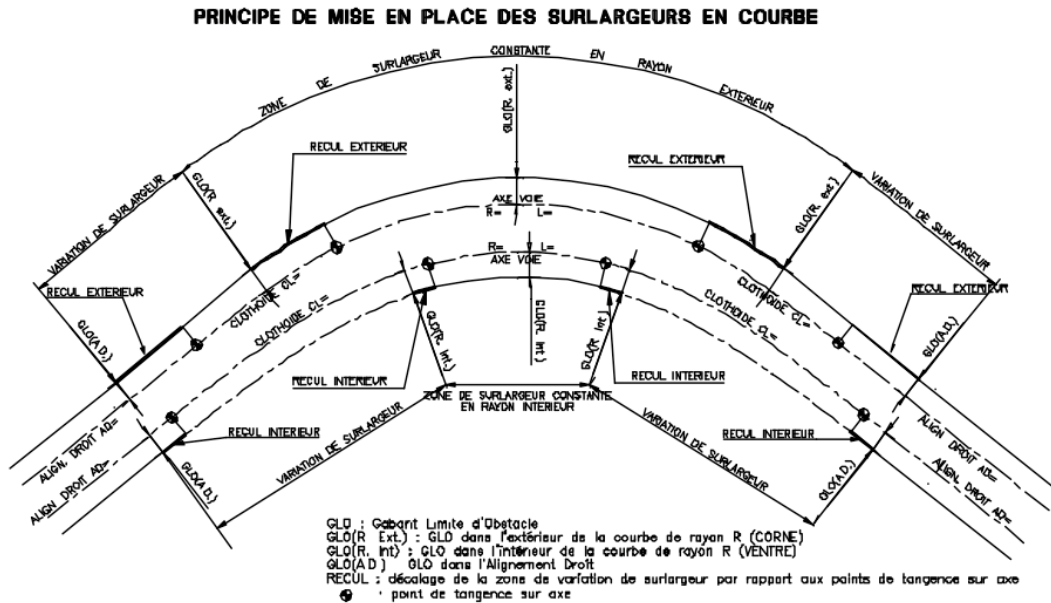 PRINCIPE DE MISE EN PLACE DES SURLARGEURS EN COURBE
ZONE DE SURLARGEUR CONSTANTE EN RAYON EXTERIEUR
GLO(R. ext.)
RECUL EXTERIEUR
RECUL EXTERIEUR
VARIATION DE SURLARGEUR
GLO(R ext.)
AXE VOIE
R= L=
GLO(R. ext.)
VARIATION DE SURLARGEUR
R= L=
AXE VOIE
RECUL EXTERIEUR
CLOTHOIDE CL=
CLOTHOIDE CL=
CLOTHOIDE CL=
CLOTHOIDE CL=
RECUL EXTERIEUR
GLO(A.D.)
GLO(R. Int.)
GLO(R. Int)
GLO(R Int)
GLO(A.D.)
RECUL INTERIEUR
RECUL INTERIEUR
ZONE DE SURLARGEUR CONSTANTE
EN RAYON INTERIEUR
ALIGN. DROIT AD=
ALIGN DROIT AD=
RECUL INTERIEUR
VARIATION DE SURLARGEUR
VARIATION DE SURLARGEUR
RECUL INTERIEUR
ALIGN. DROIT AD=
ALIGN. DROIT AD=
GLO(A.D.)
GLO(A.D.)
GLO : Gabarit Limite d'Obstacle
GLO(R Ext.) : GLO dans l'extérieur de la courbe de rayon R (CORNE)
GLO(R. Int) : GLO dans l'intérieur de la courbe de rayon R (VENTRE)
GLO(A D ) GLO dans l'Alignement Droit
RECUL : décalage de la zone de variation de surlargeur par rapport aux points de tangence sur axe
· point de tangence sur axe